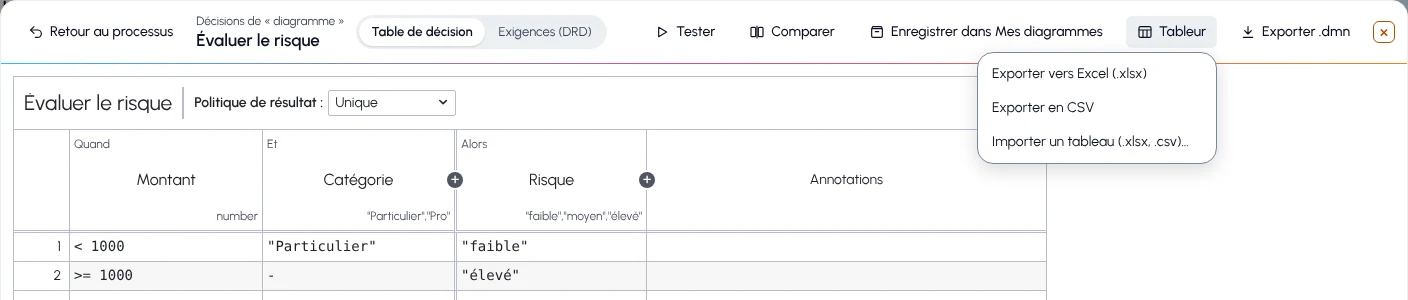 Retour au processus
Décisions de « diagramme »
Évaluer le risque
Table de décision
Exigences (DRD)
Tester
Comparer
Enregistrer dans Mes diagrammes
Tableur
Exporter .dmn
Exporter vers Excel (.xlsx)
Exporter en CSV
Importer un tableau (.xlsx, .csv)...
Évaluer le risque
Politique de résultat :
Unique
Quand
Et
Alors
Montant
Catégorie
Risque
Annotations
number
"Particulier","Pro"
"faible","moyen","élevé"
1 < 1000 "Particulier" "faible"
2 >= 1000 - "élevé"